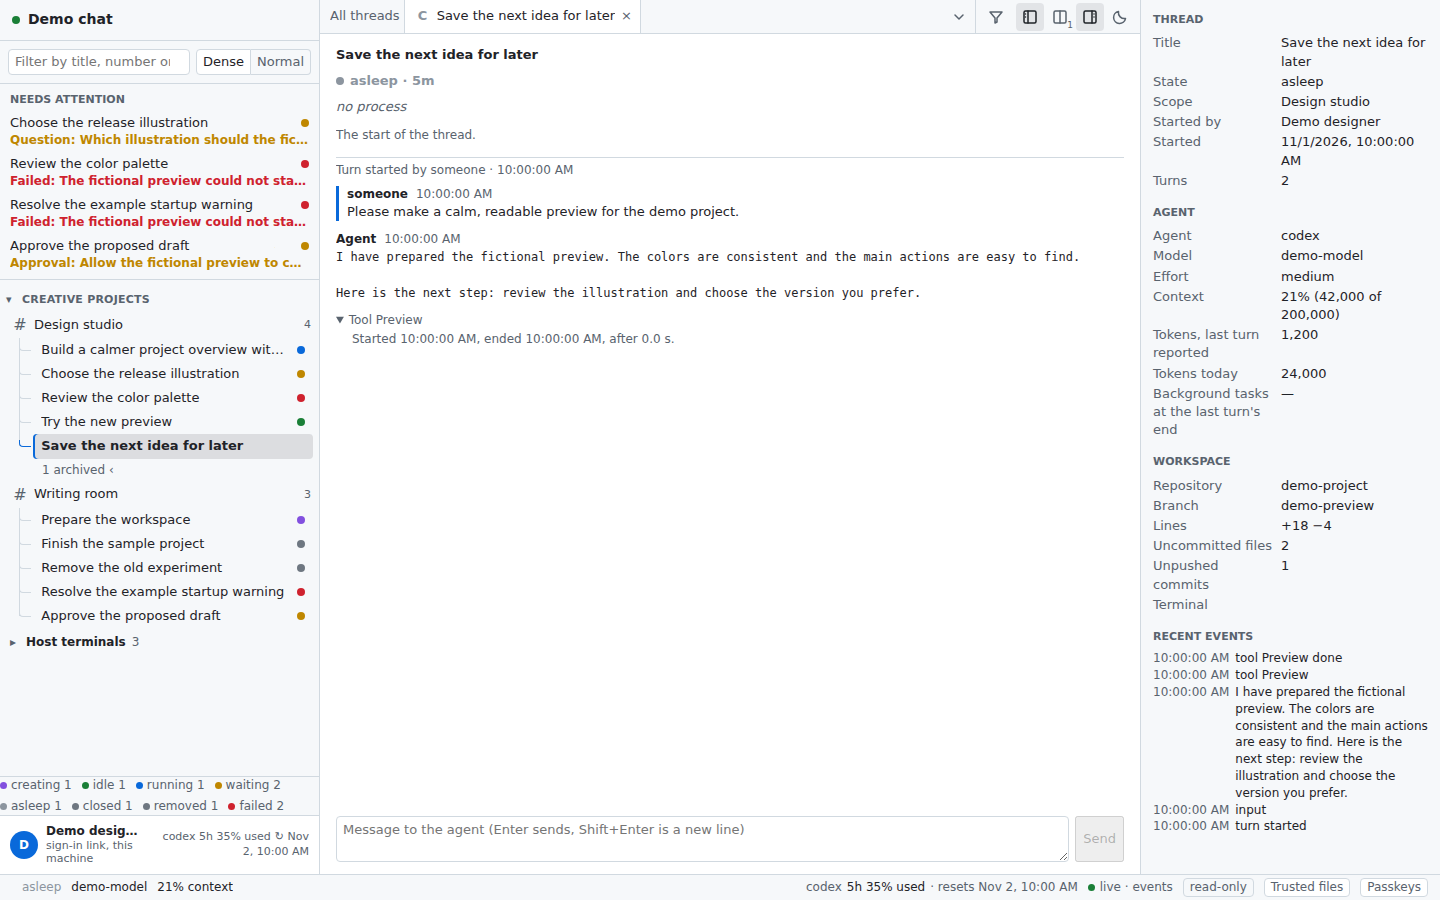 Demo chat
Filter by title, number or
Dense
Normal
NEEDS ATTENTION
Choose the release illustration
Question: Which illustration should the fic…
Review the color palette
Failed: The fictional preview could not sta…
Resolve the example startup warning
Failed: The fictional preview could not sta…
Approve the proposed draft
Approval: Allow the fictional preview to c…
CREATIVE PROJECTS
# Design studio 4
Build a calmer project overview wit…
Choose the release illustration
Review the color palette
Try the new preview
Save the next idea for later
1 archived ‹
# Writing room 3
Prepare the workspace
Finish the sample project
Remove the old experiment
Resolve the example startup warning
Approve the proposed draft
Host terminals 3
creating 1 idle 1 running 1 waiting 2
asleep 1 closed 1 removed 1 failed 2
D
Demo desig…
sign-in link, this
machine
codex 5h 35% used ↻ Nov
2, 10:00 AM
All threads
C Save the next idea for later ×
1
Save the next idea for later
asleep · 5m
no process
The start of the thread.
Turn started by someone · 10:00:00 AM
someone 10:00:00 AM
Please make a calm, readable preview for the demo project.
Agent 10:00:00 AM
I have prepared the fictional preview. The colors are consistent and the main actions are easy to find.
Here is the next step: review the illustration and choose the version you prefer.
Tool Preview
Started 10:00:00 AM, ended 10:00:00 AM, after 0.0 s.
Message to the agent (Enter sends, Shift+Enter is a new line)
Send
THREAD
Title Save the next idea for
later
State asleep
Scope Design studio
Started by Demo designer
Started 11/1/2026, 10:00:00
AM
Turns 2
AGENT
Agent codex
Model demo-model
Effort medium
Context 21% (42,000 of
200,000)
Tokens, last turn 1,200
reported
Tokens today 24,000
Background tasks —
at the last turn's
end
WORKSPACE
Repository demo-project
Branch demo-preview
Lines +18 −4
Uncommitted files 2
Unpushed 1
commits
Terminal
RECENT EVENTS
10:00:00 AM tool Preview done
10:00:00 AM tool Preview
10:00:00 AM I have prepared the fictional
preview. The colors are
consistent and the main actions
are easy to find. Here is the
next step: review the
illustration and choose the
version you prefer.
10:00:00 AM input
10:00:00 AM turn started
asleep demo-model 21% context
codex 5h 35% used · resets Nov 2, 10:00 AM
live · events
read-only
Trusted files
Passkeys